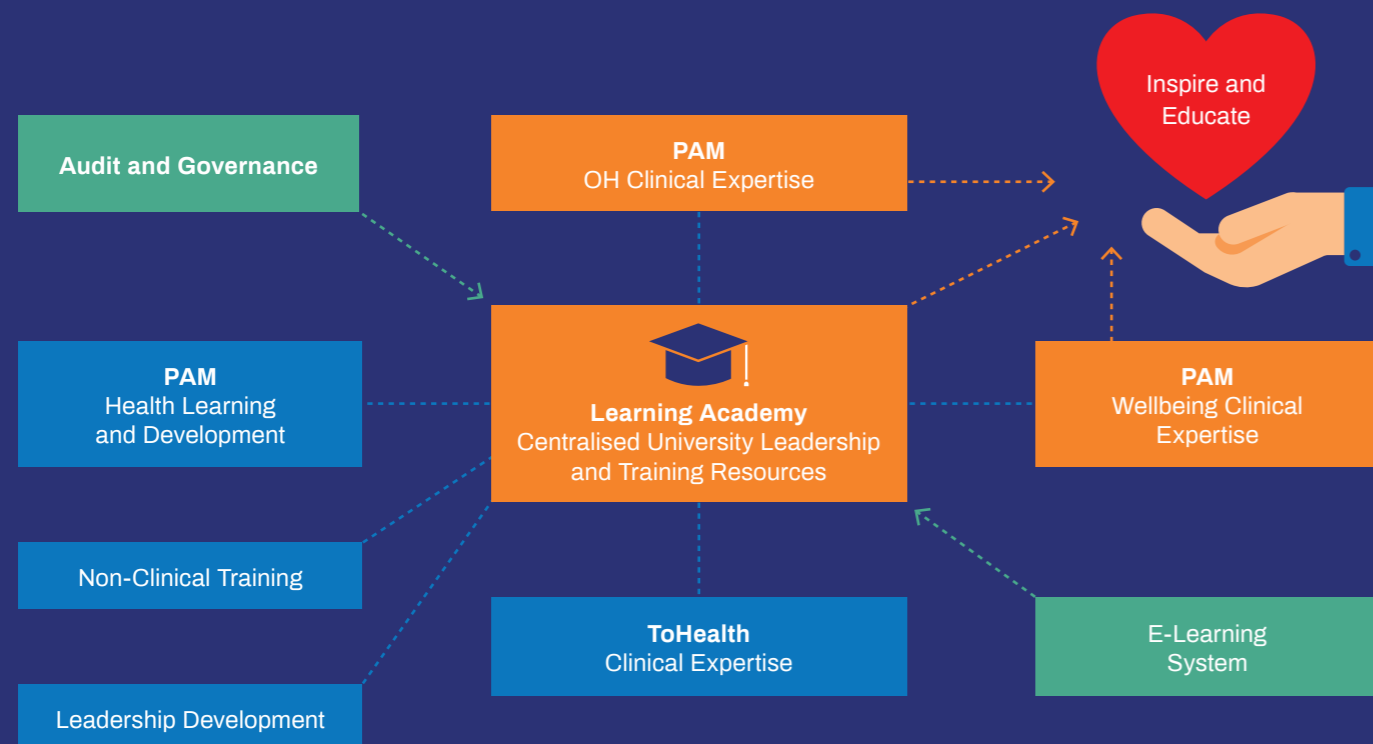 Inspire and
Educate
Audit and Governance
PAM
OH Clinical Expertise
PAM
Health Learning
and Development
Learning Academy
Centralised University Leadership
and Training Resources
PAM
Wellbeing Clinical
Expertise
Non-Clinical Training
ToHealth
Clinical Expertise
E-Learning
System
Leadership Development